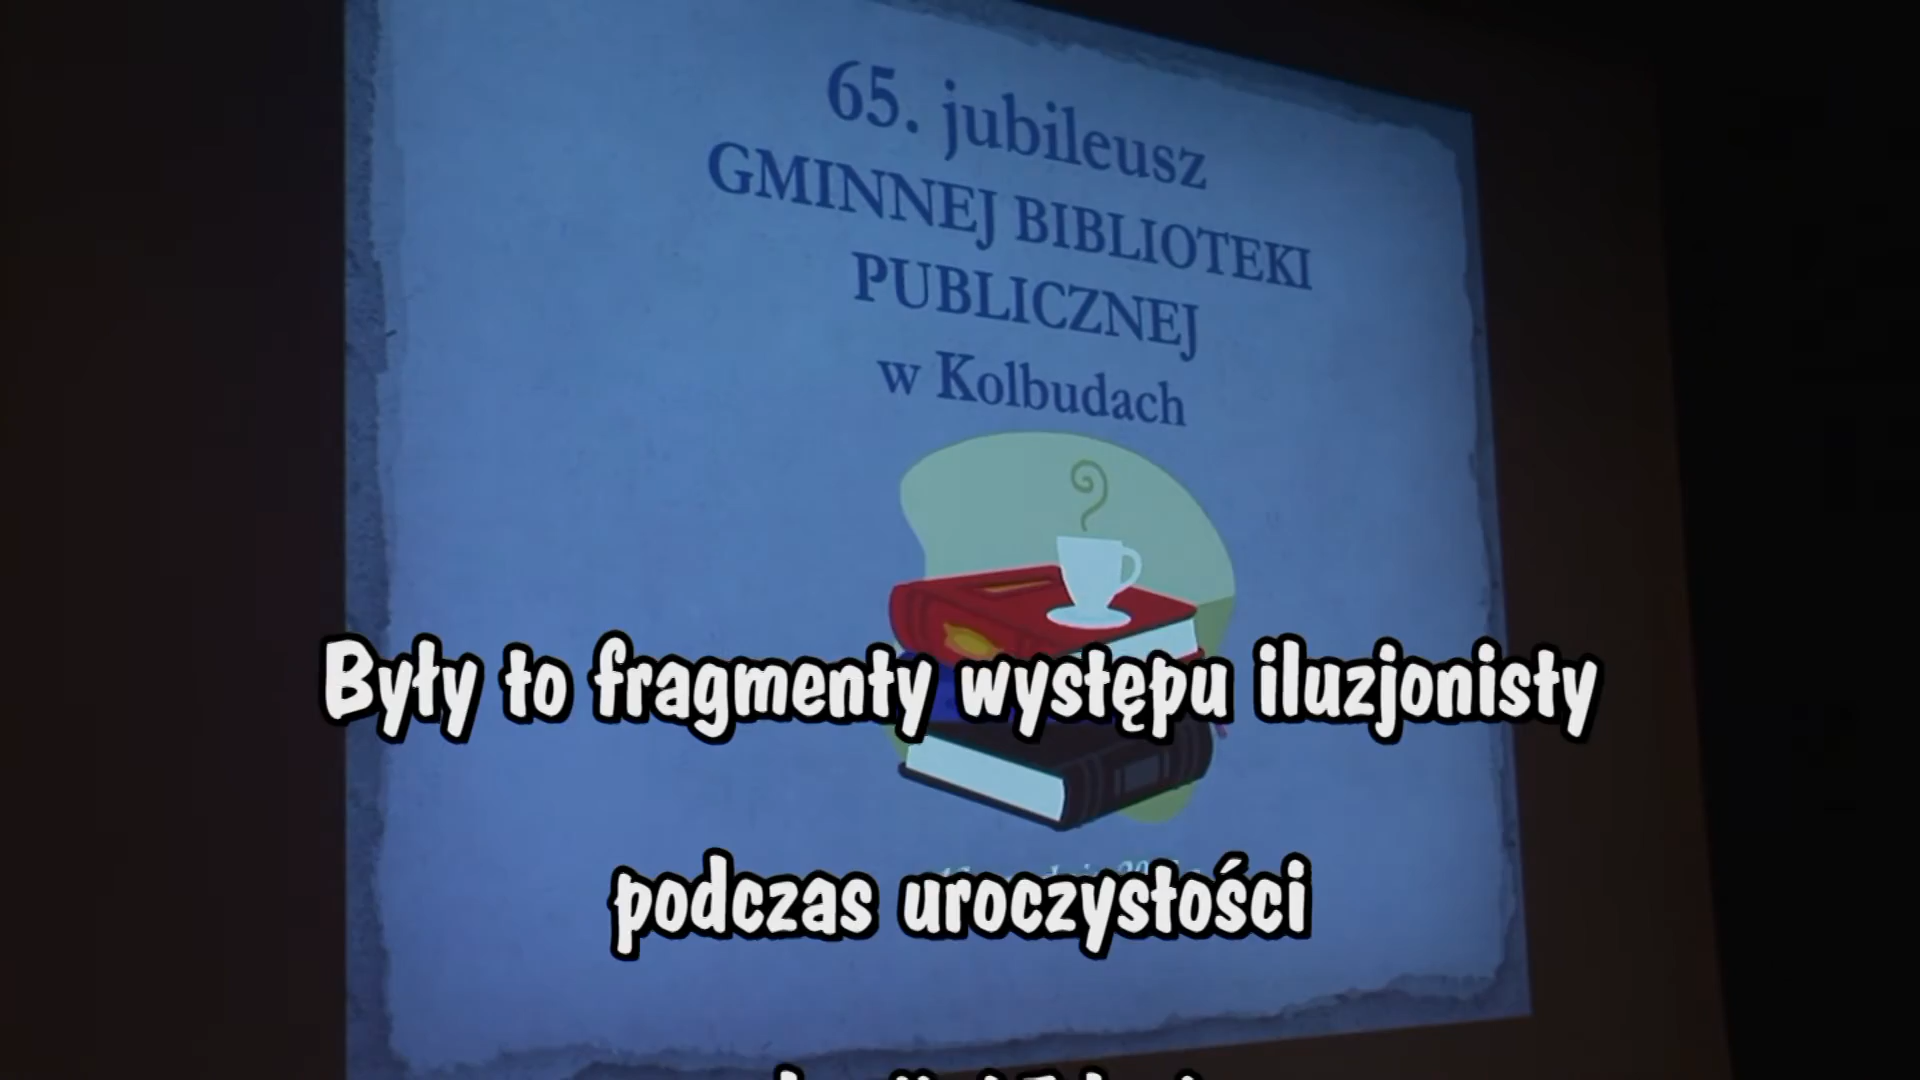 65. jubileusz
GMINNEJ BIBLIOTEKI
PUBLICZNEJ
w Kolbudach
Były to fragmenty występu iluzjonisty
podczas uroczystości